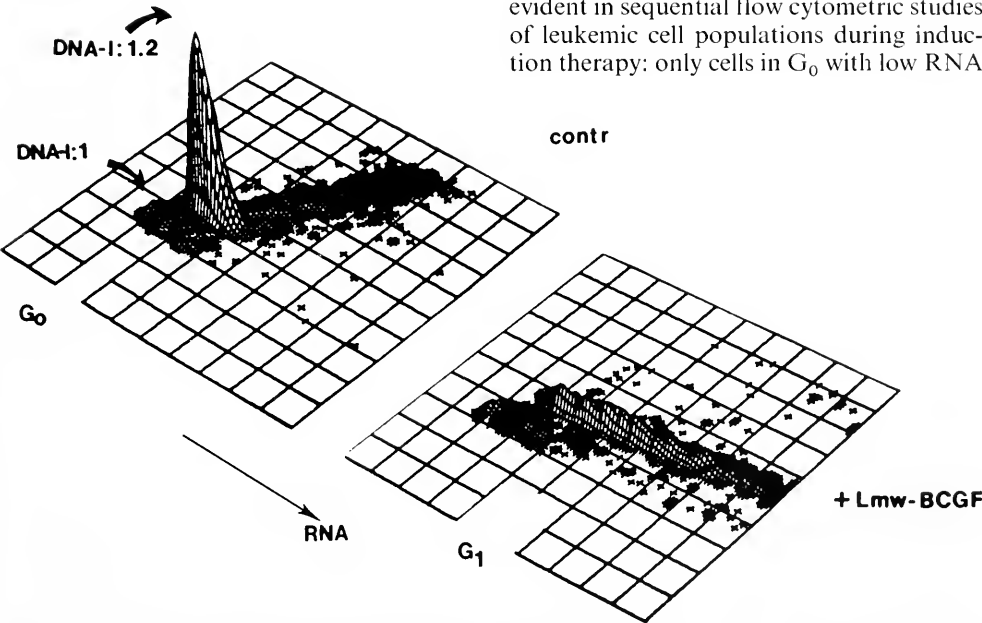 evident in sequential flow cytometric studies
of leukemic cell populations during induc-
tion therapy: only cells in G₀ with low RNA
DNA-I: 1.2
contr
DNA-I:1
G₀
RNA
+ Lmw-BCGF
G₁